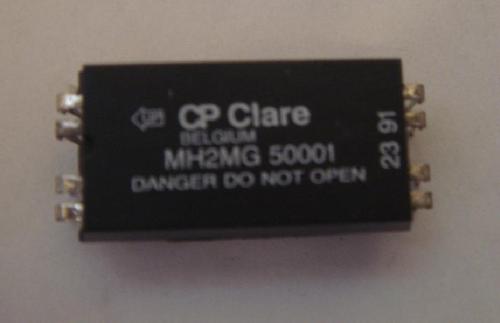 CP Clare
BELGIUM
MH2MG 50001
DANGER DO NOT OPEN
23 91